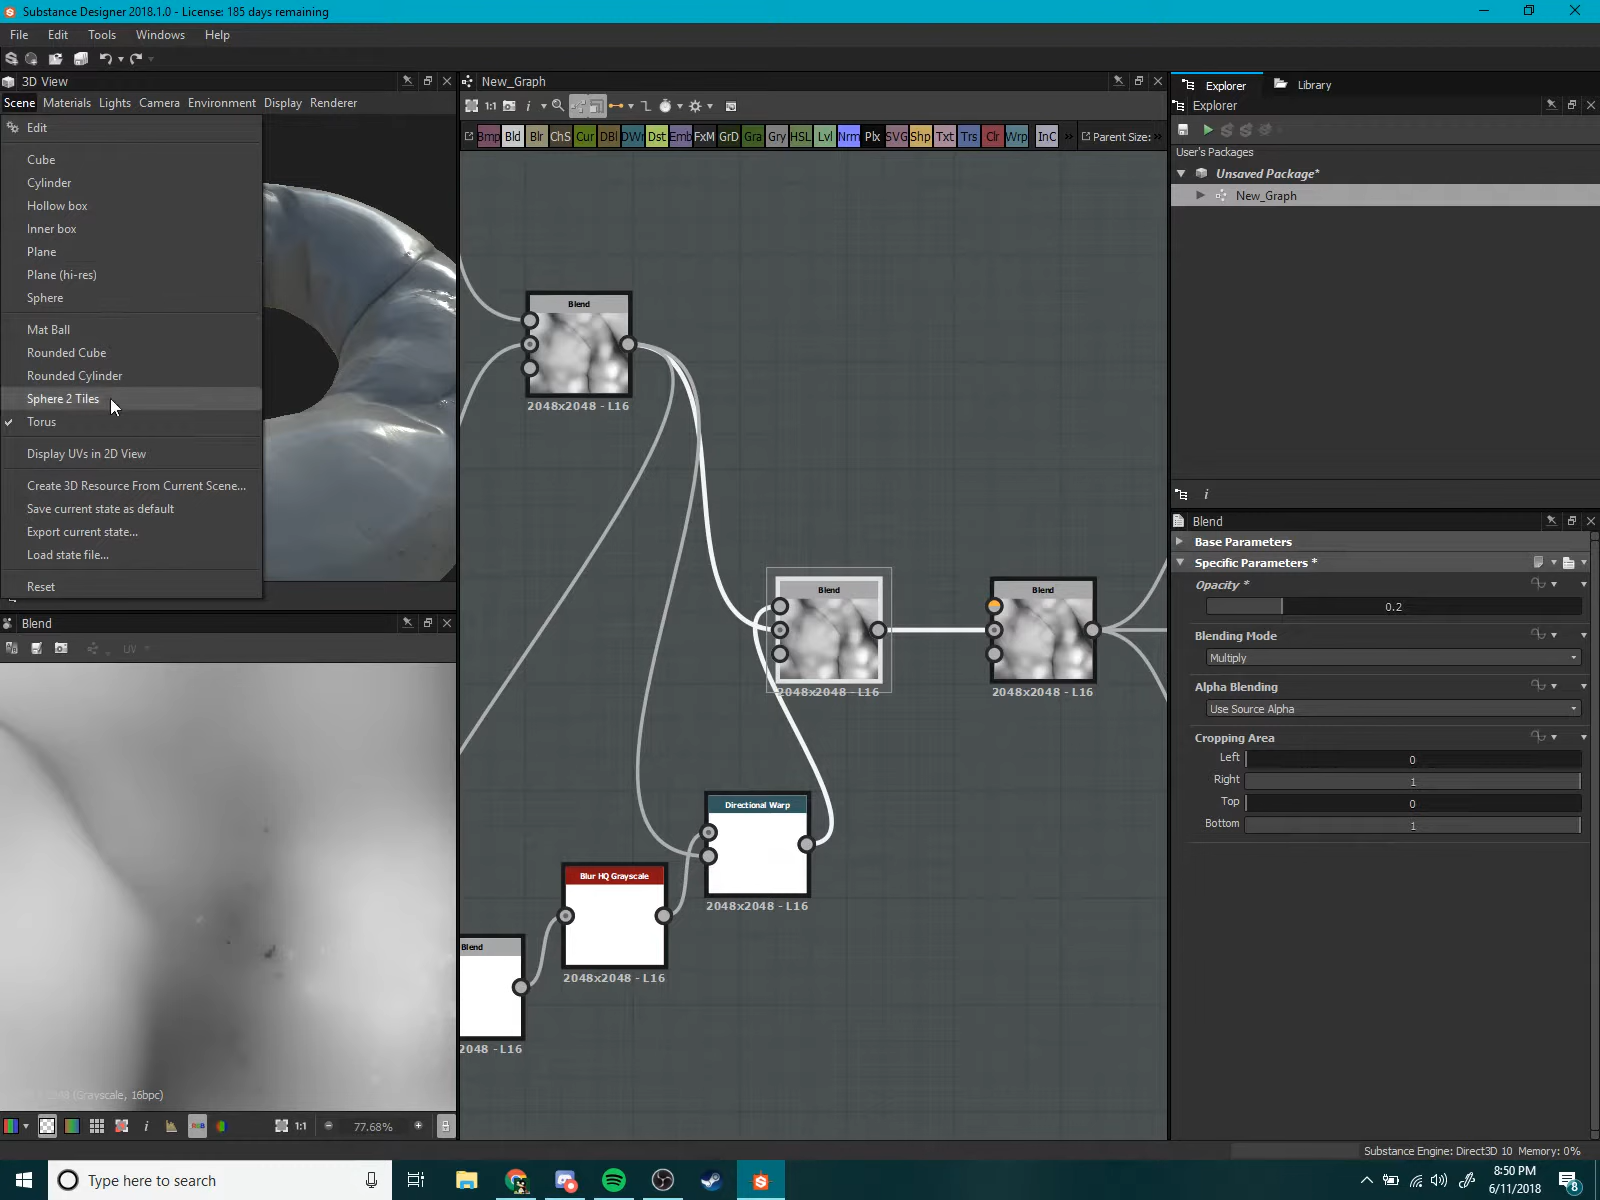 Substance Designer 2018.1.0 - License: 185 days remaining
File Edit Tools Windows Help
3D View
Scene Materials Lights Camera Environment Display Renderer
Edit
Cube
Cylinder
Hollow box
Inner box
Plane
Plane (hi-res)
Sphere
Mat Ball
Rounded Cube
Rounded Cylinder
Sphere 2 Tiles
Torus
Display UVs in 2D View
Create 3D Resource From Current Scene...
Save current state as default
Export current state...
Load state file...
Reset
Blend
UV
(Grayscale, 16bpc)
1:1 77.68%
New_Graph
1:1
Bmp Bld Blr ChS Cur DBl DWr Dst Emb FxM GrD Gra Gry HSL Lvl Nrm Plx SVG Shp Txt Trs Clr Wrp InC » Parent Size: »
Blend
2048x2048 - L16
Blend
2048x2048 - L16
Blend
2048x2048 - L16
Directional Warp
2048x2048 - L16
Blur HQ Grayscale
2048x2048 - L16
Blend
2048 - L16
Explorer Library
Explorer
User's Packages
Unsaved Package*
New_Graph
Blend
Base Parameters
Specific Parameters *
Opacity *
0.2
Blending Mode
Multiply
Alpha Blending
Use Source Alpha
Cropping Area
Left 0
Right 1
Top 0
Bottom 1
Substance Engine: Direct3D 10 Memory: 0%
Type here to search
8:50 PM
6/11/2018
8